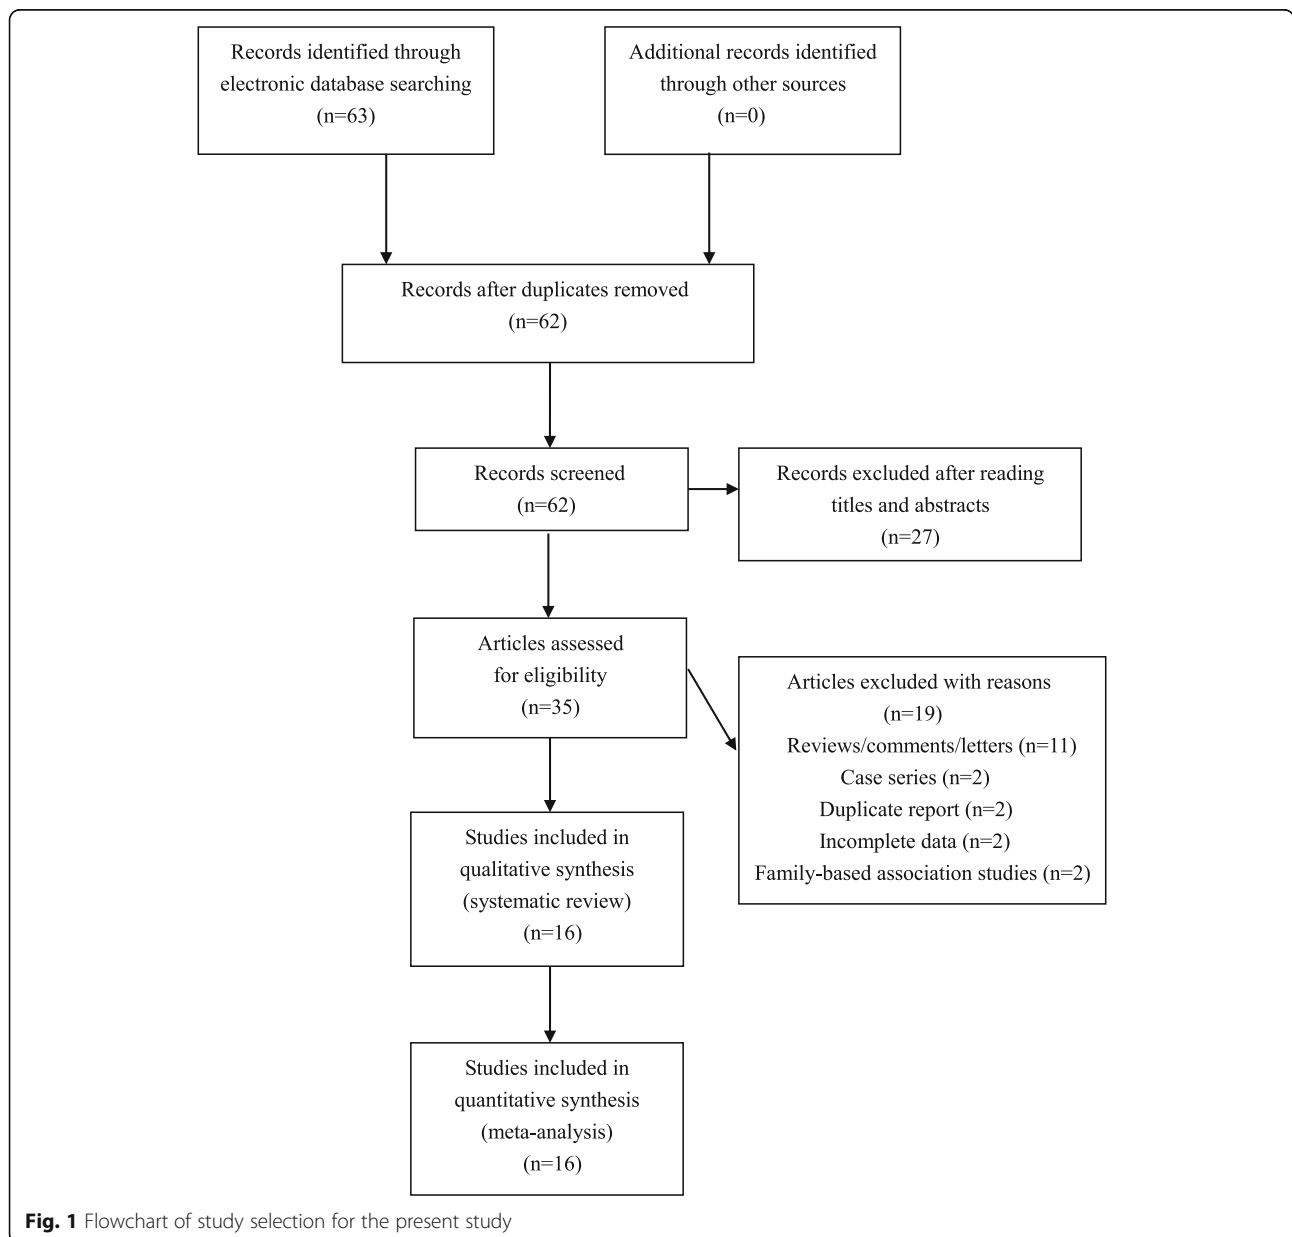 Records identified through
electronic database searching
(n=63)
Additional records identified
through other sources
(n=0)
Records after duplicates removed
(n=62)
Records screened
(n=62)
Records excluded after reading
titles and abstracts
(n=27)
Articles assessed
for eligibility
(n=35)
Articles excluded with reasons
(n=19)
Reviews/comments/letters (n=11)
Case series (n=2)
Duplicate report (n=2)
Incomplete data (n=2)
Family-based association studies (n=2)
Studies included in
qualitative synthesis
(systematic review)
(n=16)
Studies included in
quantitative synthesis
(meta-analysis)
(n=16)
Fig. 1 Flowchart of study selection for the present study